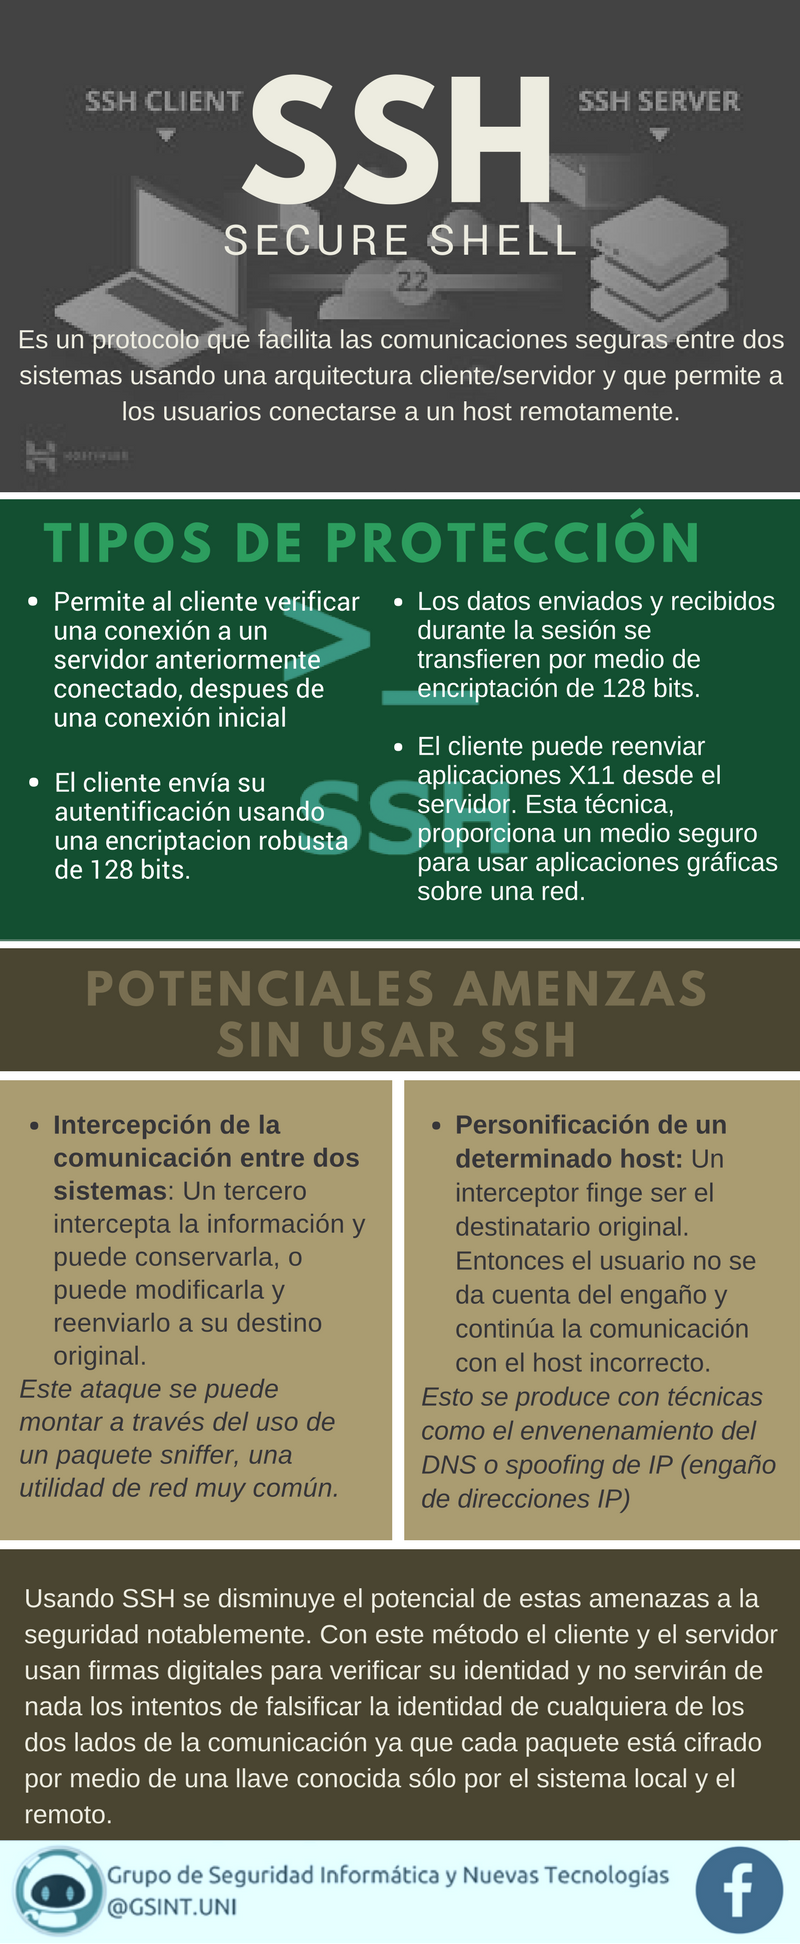 SSH CLIENT
SSH SERVER
SSH
SECURE SHELL
22
Es un protocolo que facilita las comunicaciones seguras entre dos
sistemas usando una arquitectura cliente/servidor y que permite a
los usuarios conectarse a un host remotamente.
HOSTINGER
TIPOS DE PROTECCIÓN
• Permite al cliente verificar
una conexión a un
servidor anteriormente
conectado, despues de
una conexión inicial
• El cliente envía su
autentificación usando
una encriptacion robusta
de 128 bits.
• Los datos enviados y recibidos
durante la sesión se
transfieren por medio de
encriptación de 128 bits.
• El cliente puede reenviar
aplicaciones X11 desde el
servidor. Esta técnica,
proporciona un medio seguro
para usar aplicaciones gráficas
sobre una red.
>_
SSH
POTENCIALES AMENZAS
SIN USAR SSH
• Intercepción de la
comunicación entre dos
sistemas: Un tercero
intercepta la información y
puede conservarla, o
puede modificarla y
reenviarlo a su destino
original.
Este ataque se puede
montar a través del uso de
un paquete sniffer, una
utilidad de red muy común.
• Personificación de un
determinado host: Un
interceptor finge ser el
destinatario original.
Entonces el usuario no se
da cuenta del engaño y
continúa la comunicación
con el host incorrecto.
Esto se produce con técnicas
como el envenenamiento del
DNS o spoofing de IP (engaño
de direcciones IP)
Usando SSH se disminuye el potencial de estas amenazas a la
seguridad notablemente. Con este método el cliente y el servidor
usan firmas digitales para verificar su identidad y no servirán de
nada los intentos de falsificar la identidad de cualquiera de los
dos lados de la comunicación ya que cada paquete está cifrado
por medio de una llave conocida sólo por el sistema local y el
remoto.
Grupo de Seguridad Informática y Nuevas Tecnologías
@GSINT.UNI
f